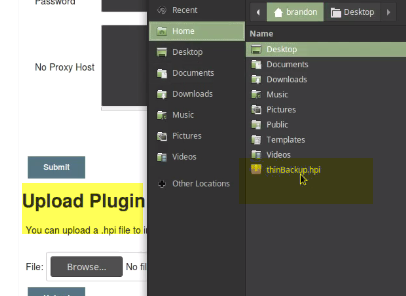 Password
No Proxy Host
Submit
Upload Plugin
You can upload a .hpi file to in
File: Browse... No fil
Recent
Home
Desktop
Documents
Downloads
Music
Pictures
Videos
Other Locations
brandon Desktop
Name
Desktop
Documents
Downloads
Music
Pictures
Public
Templates
Videos
thinBackup.hpi